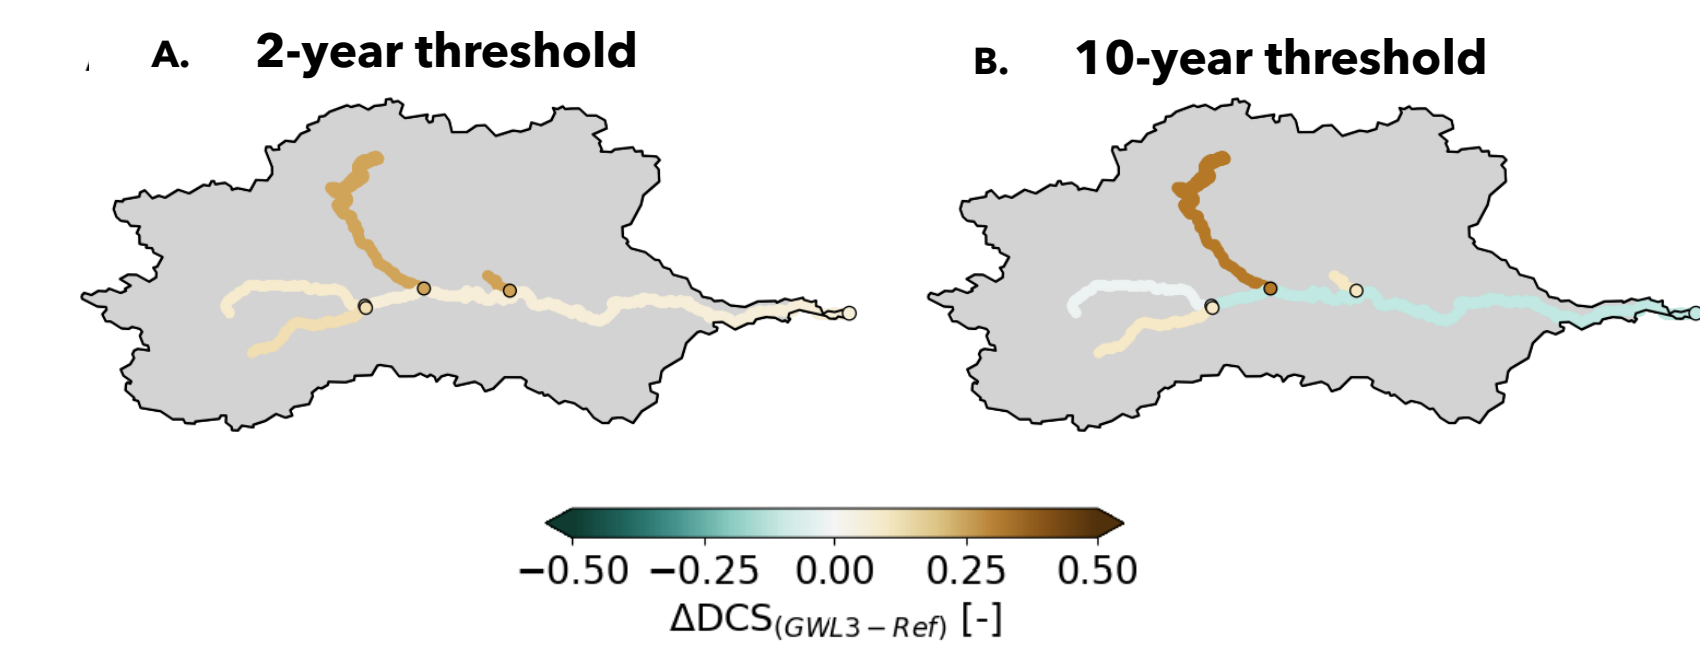 A. 2-year threshold
B. 10-year threshold
−0.50 −0.25 0.00 0.25 0.50
ΔDCS(GWL3 − Ref) [-]